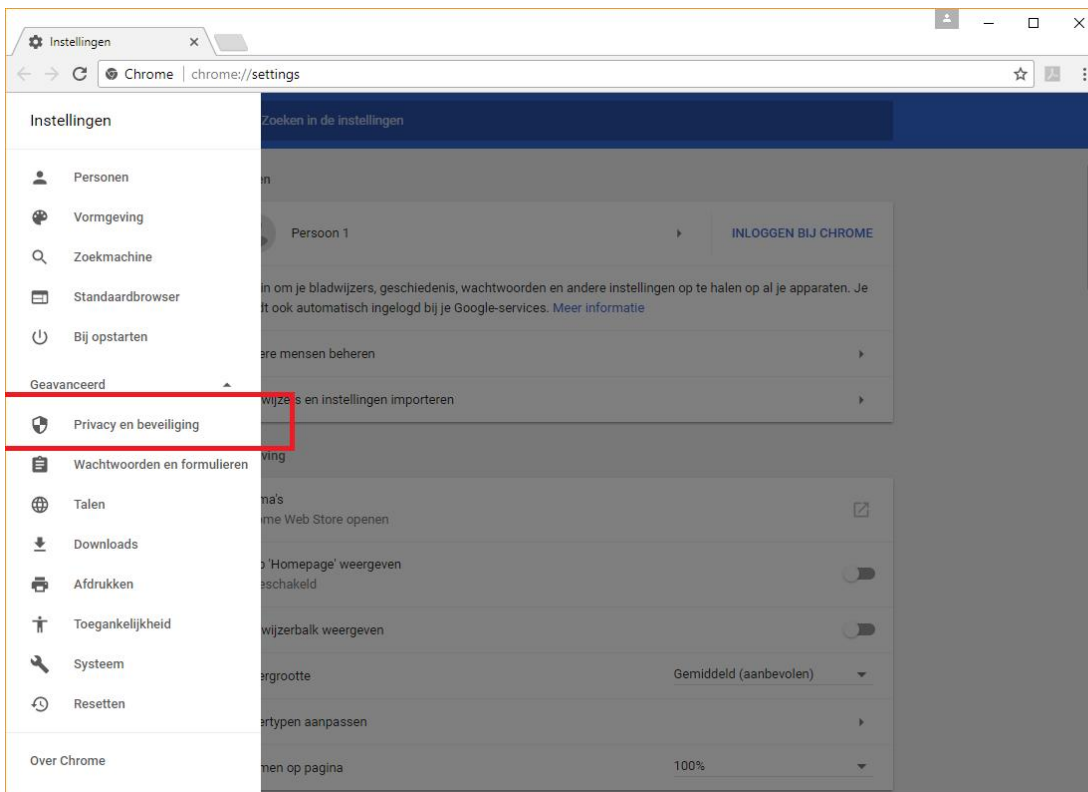 Instellingen
Chrome | chrome://settings
Instellingen
Zoeken in de instellingen
Personen
en
Vormgeving
Persoon 1
INLOGGEN BIJ CHROME
Zoekmachine
in om je bladwijzers, geschiedenis, wachtwoorden en andere instellingen op te halen op al je apparaten. Je
dt ook automatisch ingelogd bij je Google-services. Meer informatie
Standaardbrowser
Bij opstarten
ere mensen beheren
Geavanceerd
wijzers en instellingen importeren
Privacy en beveiliging
ving
Wachtwoorden en formulieren
ma's
ome Web Store openen
Talen
Downloads
p 'Homepage' weergeven
eschakeld
Afdrukken
Toegankelijkheid
wijzerbalk weergeven
Systeem
ergrootte
Gemiddeld (aanbevolen)
Resetten
ertypen aanpassen
Over Chrome
men op pagina
100%